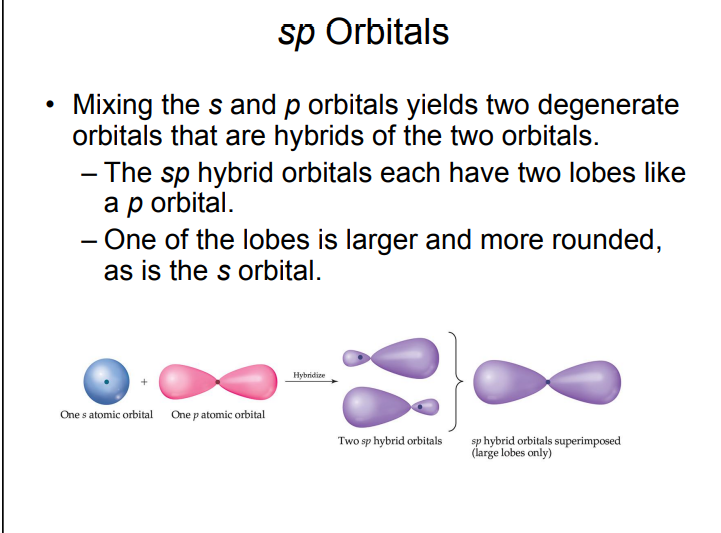 sp Orbitals
• Mixing the s and p orbitals yields two degenerate
orbitals that are hybrids of the two orbitals.
– The sp hybrid orbitals each have two lobes like
a p orbital.
– One of the lobes is larger and more rounded,
as is the s orbital.
+
Hybridize
One s atomic orbital
One p atomic orbital
Two sp hybrid orbitals
sp hybrid orbitals superimposed
(large lobes only)